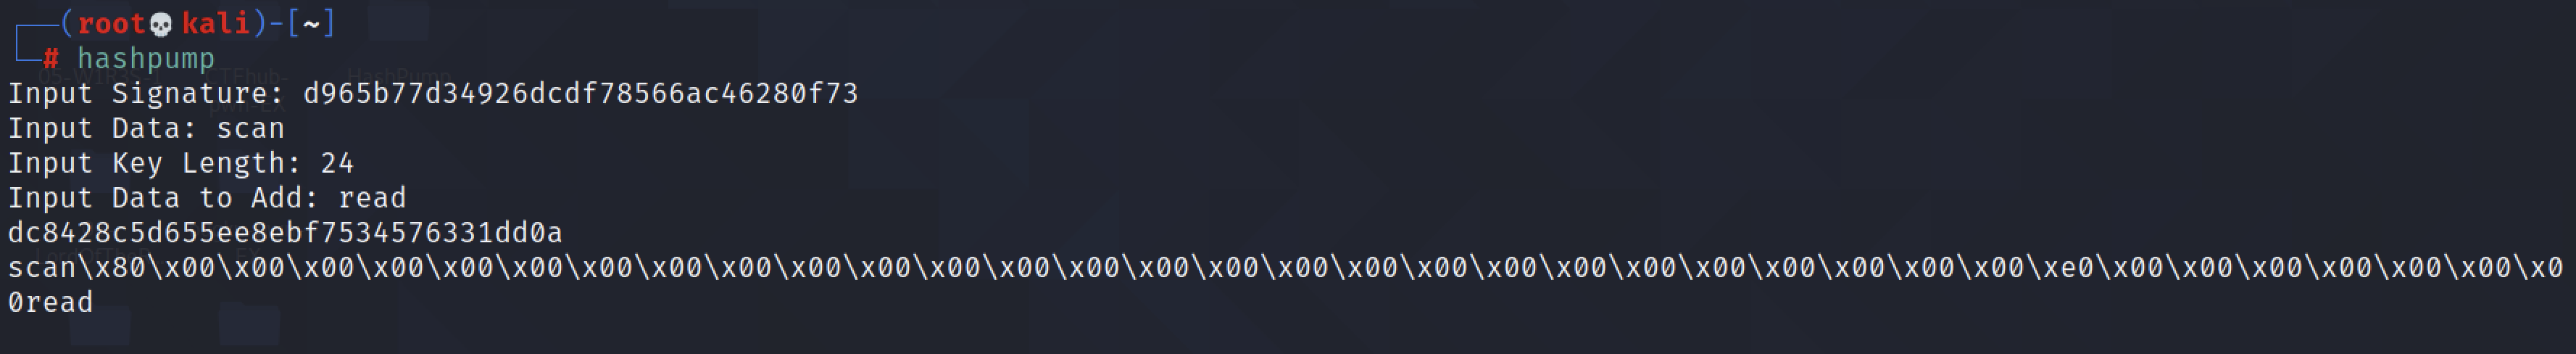 ┌──(root💀kali)-[~]
└─# hashpump
Input Signature: d965b77d34926dcdf78566ac46280f73
Input Data: scan
Input Key Length: 24
Input Data to Add: read
dc8428c5d655ee8ebf7534576331dd0a
scan\x80\x00\x00\x00\x00\x00\x00\x00\x00\x00\x00\x00\x00\x00\x00\x00\x00\x00\x00\x00\x00\x00\x00\x00\x00\x00\x00\x00\xe0\x00\x00\x00\x00\x00\x00\x0
0read